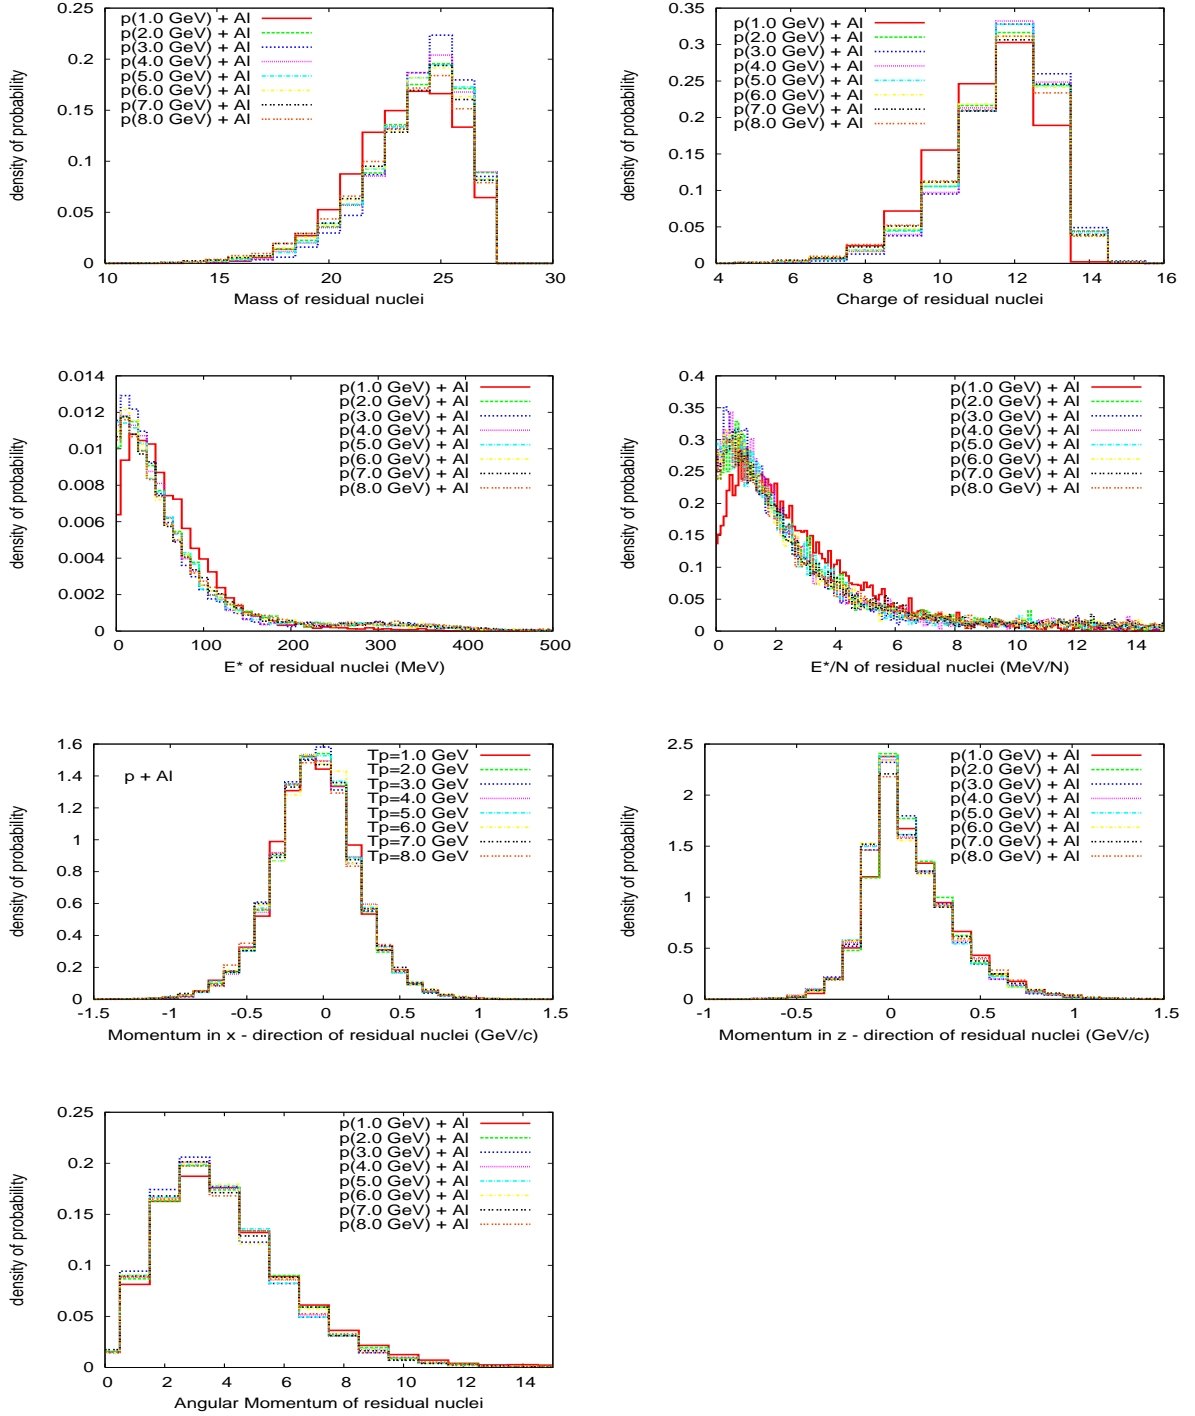 0.25
0.2
0.15
0.1
0.05
0
10 15 20 25 30
density of probability
Mass of residual nuclei
p(1.0 GeV) + Al
p(2.0 GeV) + Al
p(3.0 GeV) + Al
p(4.0 GeV) + Al
p(5.0 GeV) + Al
p(6.0 GeV) + Al
p(7.0 GeV) + Al
p(8.0 GeV) + Al
0.35
0.3
0.25
0.2
0.15
0.1
0.05
0
4 6 8 10 12 14 16
density of probability
Charge of residual nuclei
p(1.0 GeV) + Al
p(2.0 GeV) + Al
p(3.0 GeV) + Al
p(4.0 GeV) + Al
p(5.0 GeV) + Al
p(6.0 GeV) + Al
p(7.0 GeV) + Al
p(8.0 GeV) + Al
0.014
0.012
0.01
0.008
0.006
0.004
0.002
0
0 100 200 300 400 500
density of probability
E* of residual nuclei (MeV)
p(1.0 GeV) + Al
p(2.0 GeV) + Al
p(3.0 GeV) + Al
p(4.0 GeV) + Al
p(5.0 GeV) + Al
p(6.0 GeV) + Al
p(7.0 GeV) + Al
p(8.0 GeV) + Al
0.4
0.35
0.3
0.25
0.2
0.15
0.1
0.05
0
0 2 4 6 8 10 12 14
density of probability
E*/N of residual nuclei (MeV/N)
p(1.0 GeV) + Al
p(2.0 GeV) + Al
p(3.0 GeV) + Al
p(4.0 GeV) + Al
p(5.0 GeV) + Al
p(6.0 GeV) + Al
p(7.0 GeV) + Al
p(8.0 GeV) + Al
1.6
1.4
1.2
1
0.8
0.6
0.4
0.2
0
-1.5 -1 -0.5 0 0.5 1 1.5
density of probability
Momentum in x - direction of residual nuclei (GeV/c)
p + Al
Tp=1.0 GeV
Tp=2.0 GeV
Tp=3.0 GeV
Tp=4.0 GeV
Tp=5.0 GeV
Tp=6.0 GeV
Tp=7.0 GeV
Tp=8.0 GeV
2.5
2
1.5
1
0.5
0
-1 -0.5 0 0.5 1 1.5
density of probability
Momentum in z - direction of residual nuclei (GeV/c)
p(1.0 GeV) + Al
p(2.0 GeV) + Al
p(3.0 GeV) + Al
p(4.0 GeV) + Al
p(5.0 GeV) + Al
p(6.0 GeV) + Al
p(7.0 GeV) + Al
p(8.0 GeV) + Al
0.25
0.2
0.15
0.1
0.05
0
0 2 4 6 8 10 12 14
density of probability
Angular Momentum of residual nuclei
p(1.0 GeV) + Al
p(2.0 GeV) + Al
p(3.0 GeV) + Al
p(4.0 GeV) + Al
p(5.0 GeV) + Al
p(6.0 GeV) + Al
p(7.0 GeV) + Al
p(8.0 GeV) + Al